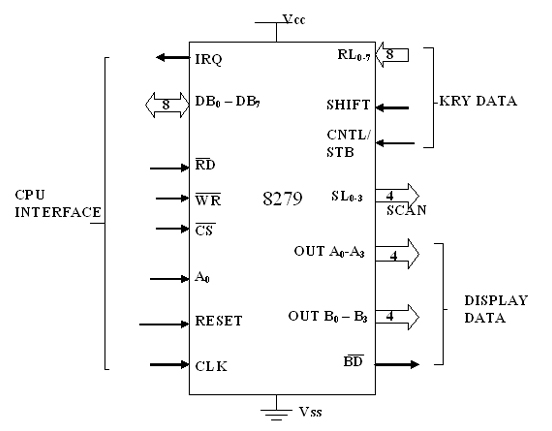 Vcc
IRQ
RL0-7
8
8
DB0 – DB7
SHIFT
KRY DATA
CNTL/
STB
RD
CPU
INTERFACE
WR
8279
SL0-3
4
SCAN
CS
OUT A0-A3
4
A0
DISPLAY
DATA
RESET
OUT B0 – B3
4
CLK
BD
Vss